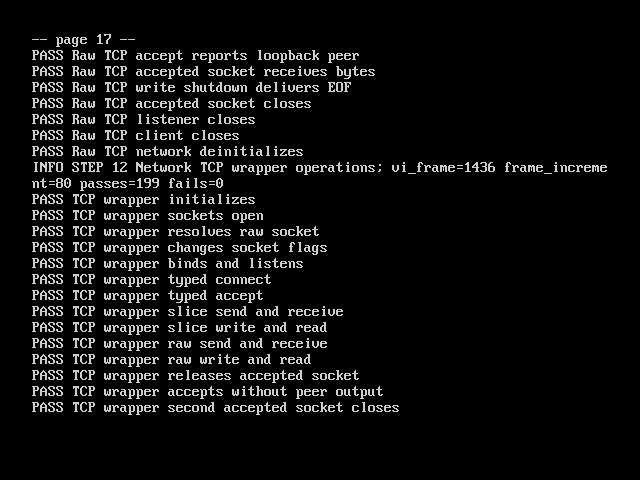 -- page 17 --
PASS Raw TCP accept reports loopback peer
PASS Raw TCP accepted socket receives bytes
PASS Raw TCP write shutdown delivers EOF
PASS Raw TCP accepted socket closes
PASS Raw TCP listener closes
PASS Raw TCP client closes
PASS Raw TCP network deinitializes
INFO STEP 12 Network TCP wrapper operations; vi_frame=1436 frame_increme
nt=80 passes=199 fails=0
PASS TCP wrapper initializes
PASS TCP wrapper sockets open
PASS TCP wrapper resolves raw socket
PASS TCP wrapper changes socket flags
PASS TCP wrapper binds and listens
PASS TCP wrapper typed connect
PASS TCP wrapper typed accept
PASS TCP wrapper slice send and receive
PASS TCP wrapper slice write and read
PASS TCP wrapper raw send and receive
PASS TCP wrapper raw write and read
PASS TCP wrapper releases accepted socket
PASS TCP wrapper accepts without peer output
PASS TCP wrapper second accepted socket closes